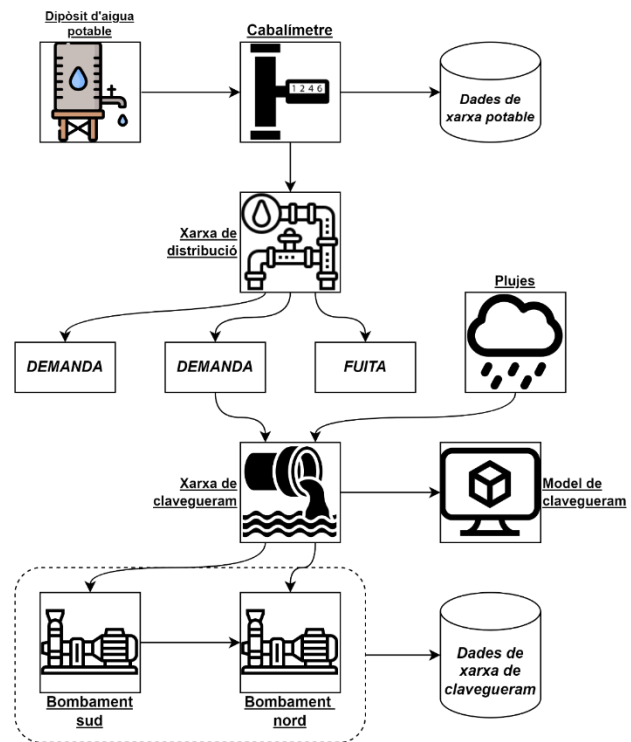 Dipòsit d'aigua
potable
Cabalímetre
1 2 4 6
Dades de
xarxa potable
Xarxa de
distribució
Plujes
DEMANDA
DEMANDA
FUITA
Xarxa de
clavegueram
Model de
clavegueram
Bombament
sud
Bombament
nord
Dades de
xarxa de
clavegueram